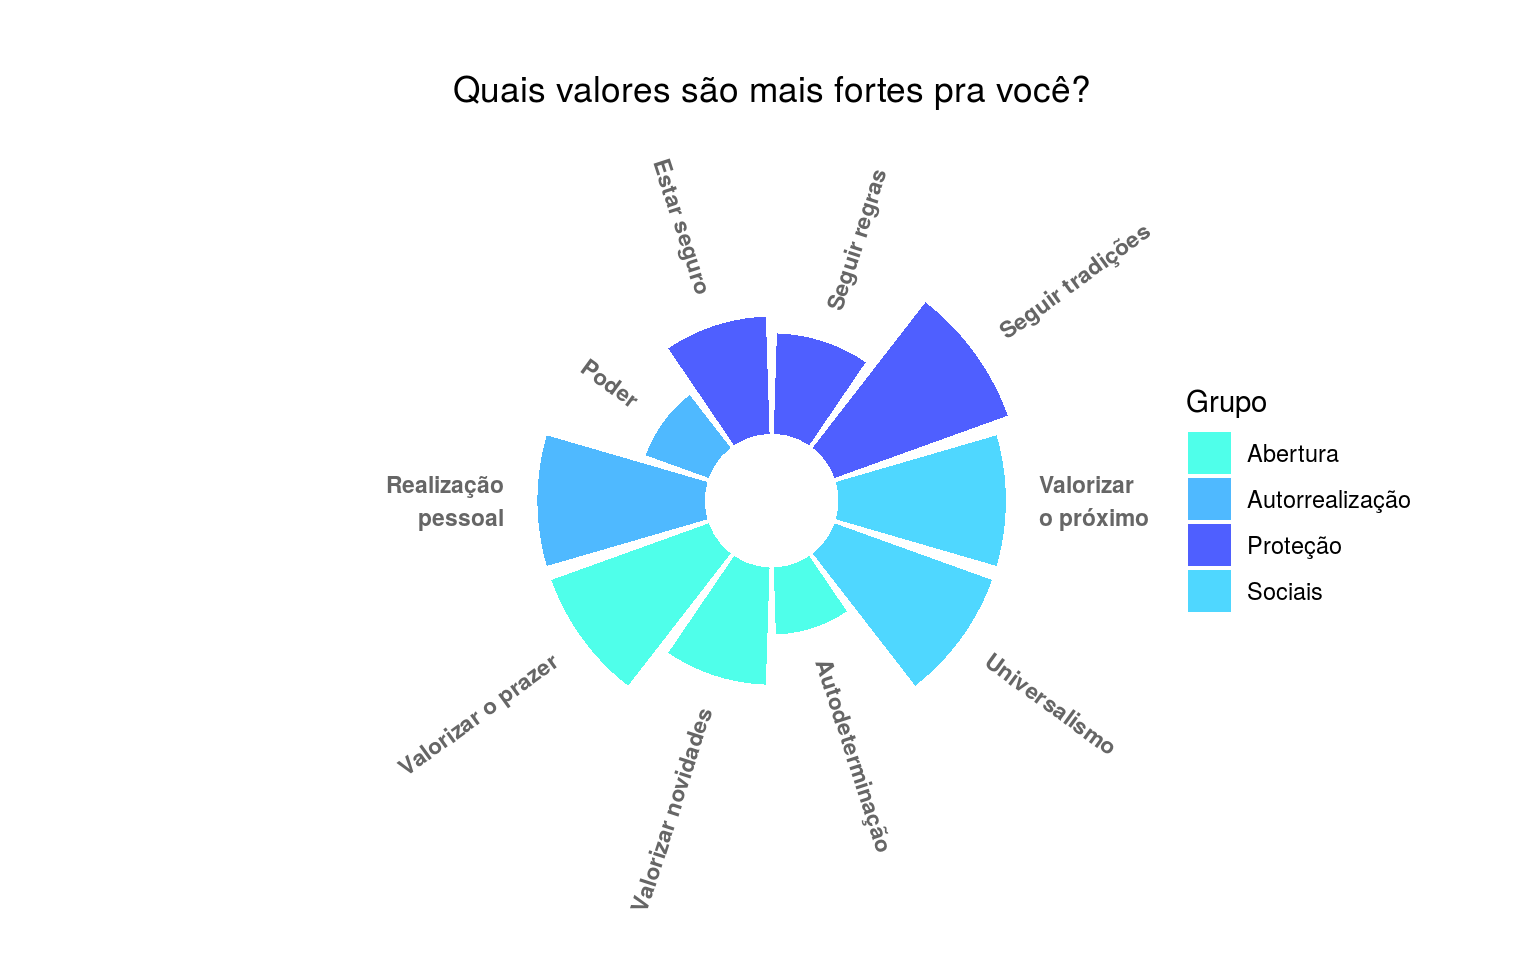 Quais valores são mais fortes pra você?
Estar seguro
Seguir regras
Seguir tradições
Poder
Realização
pessoal
Valorizar
o próximo
Valorizar o prazer
Valorizar novidades
Autodeterminação
Universalismo
Grupo
Abertura
Autorrealização
Proteção
Sociais